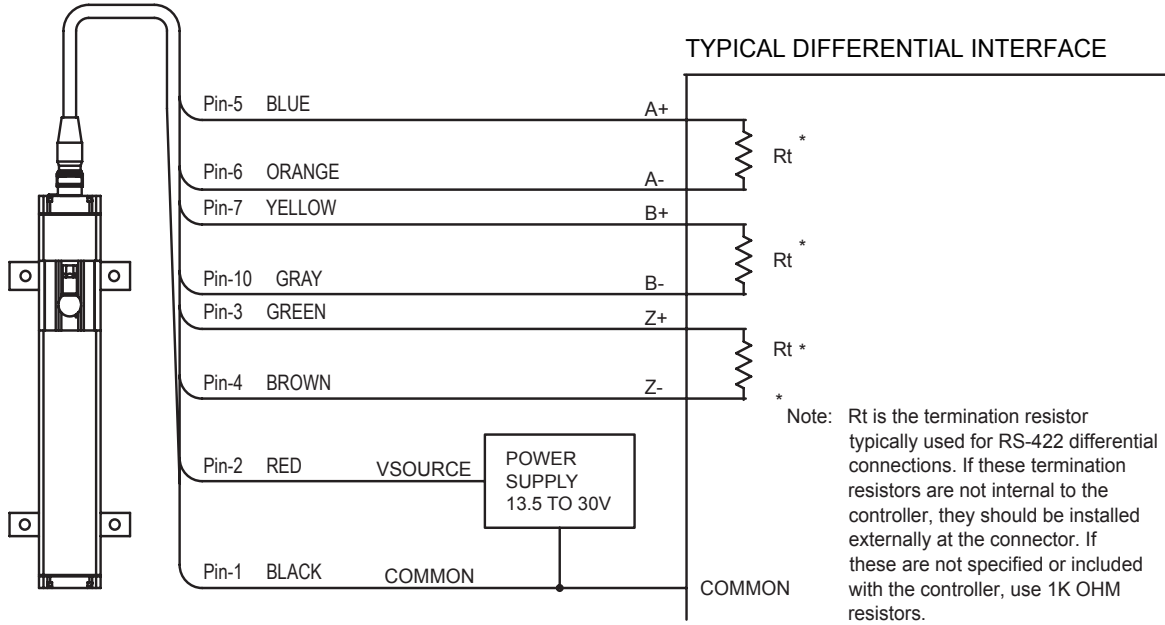 TYPICAL DIFFERENTIAL INTERFACE
Pin-5 BLUE A+
Rt *
Pin-6 ORANGE A-
Pin-7 YELLOW B+
Rt *
Pin-10 GRAY B-
Pin-3 GREEN Z+
Rt *
Pin-4 BROWN Z-
*
Note: Rt is the termination resistor
typically used for RS-422 differential
connections. If these termination
resistors are not internal to the
controller, they should be installed
externally at the connector. If
these are not specified or included
with the controller, use 1K OHM
resistors.
Pin-2 RED VSOURCE
POWER
SUPPLY
13.5 TO 30V
Pin-1 BLACK COMMON
COMMON